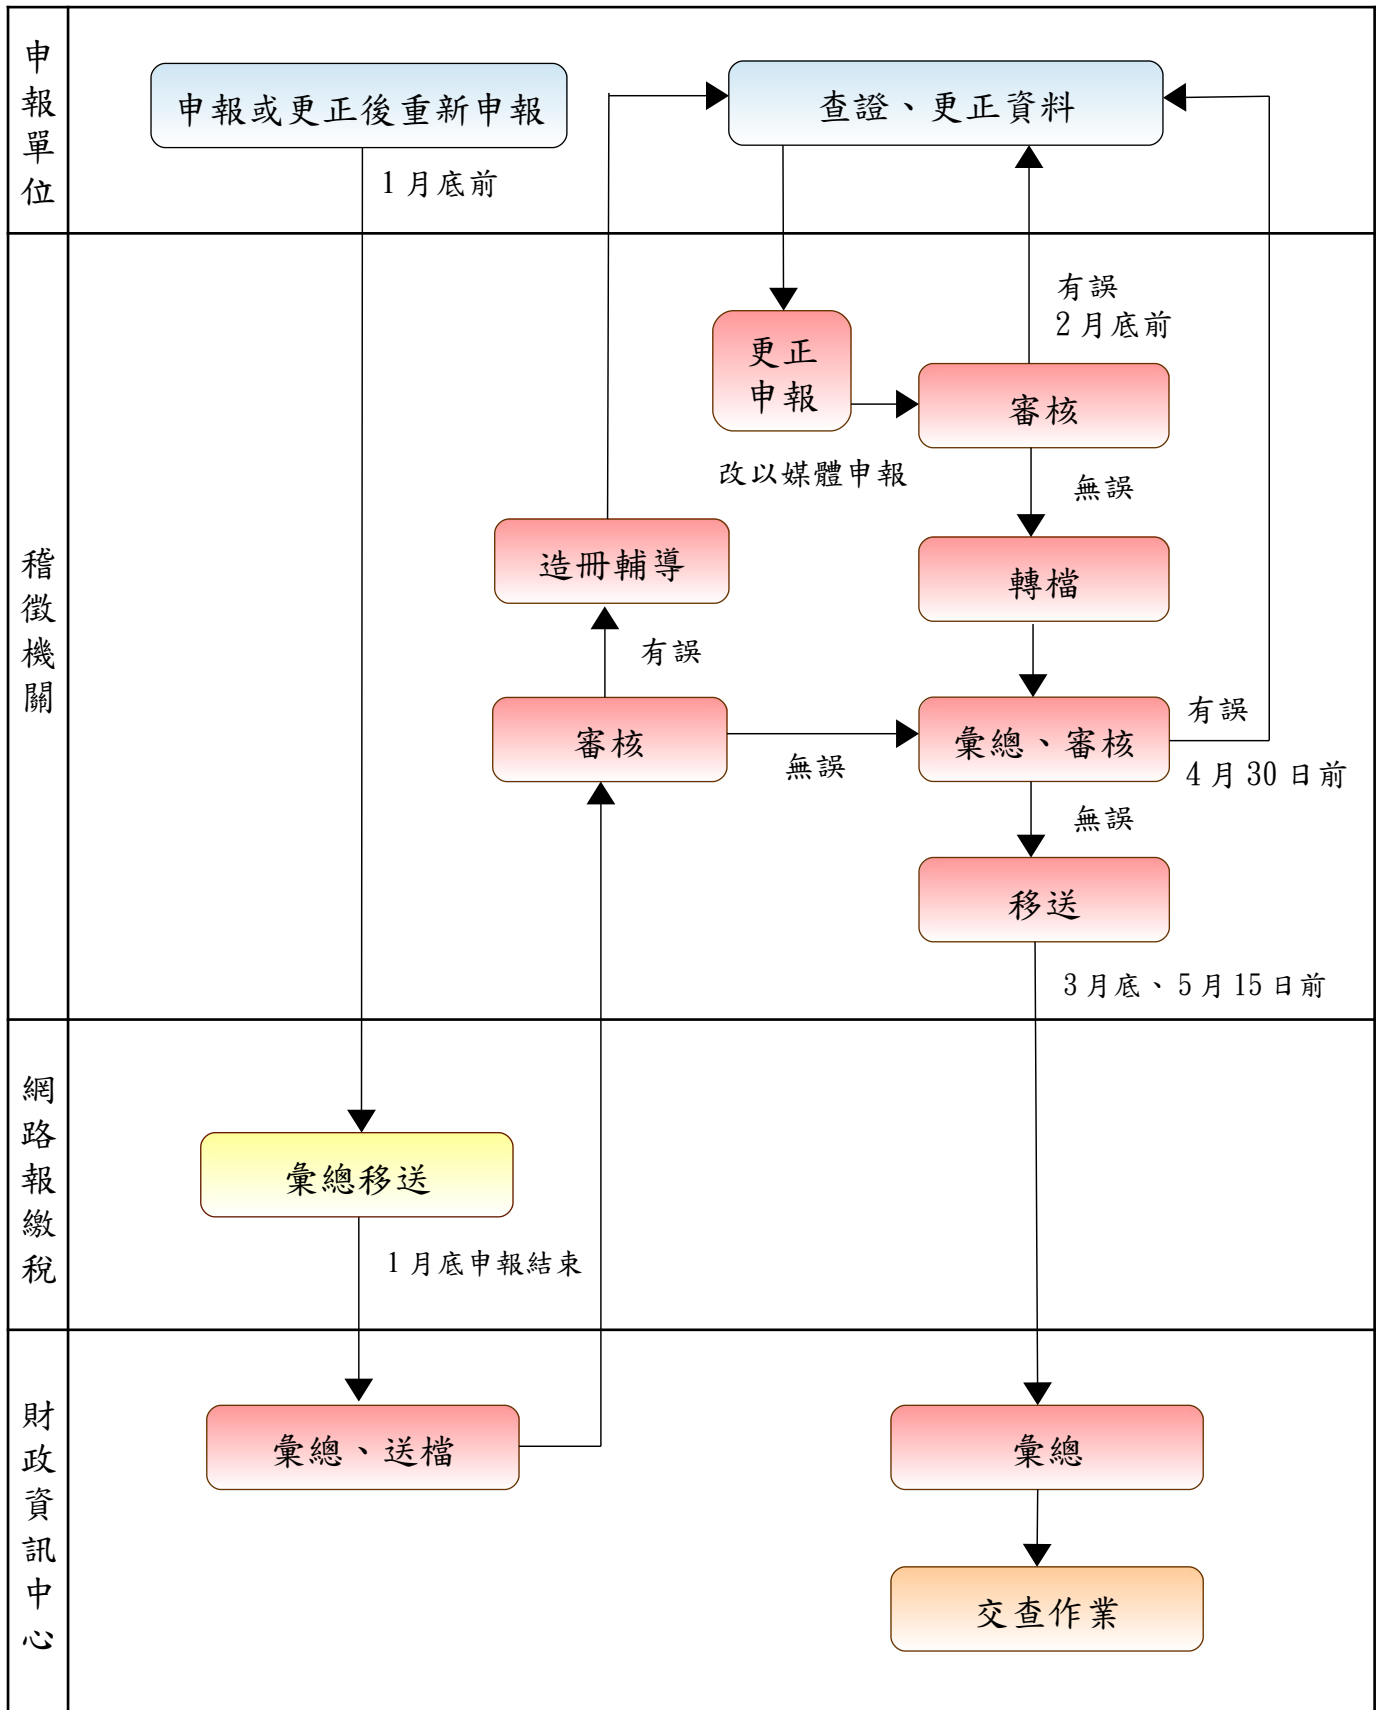 申報單位
申報或更正後重新申報
查證、更正資料
1月底前
稽徵機關
有誤
2月底前
更正
申報
審核
改以媒體申報
無誤
造冊輔導
轉檔
有誤
審核
無誤
彙總、審核
有誤
4月30日前
無誤
移送
3月底、5月15日前
網路報繳稅
彙總移送
1月底申報結束
財政資訊中心
彙總、送檔
彙總
交查作業